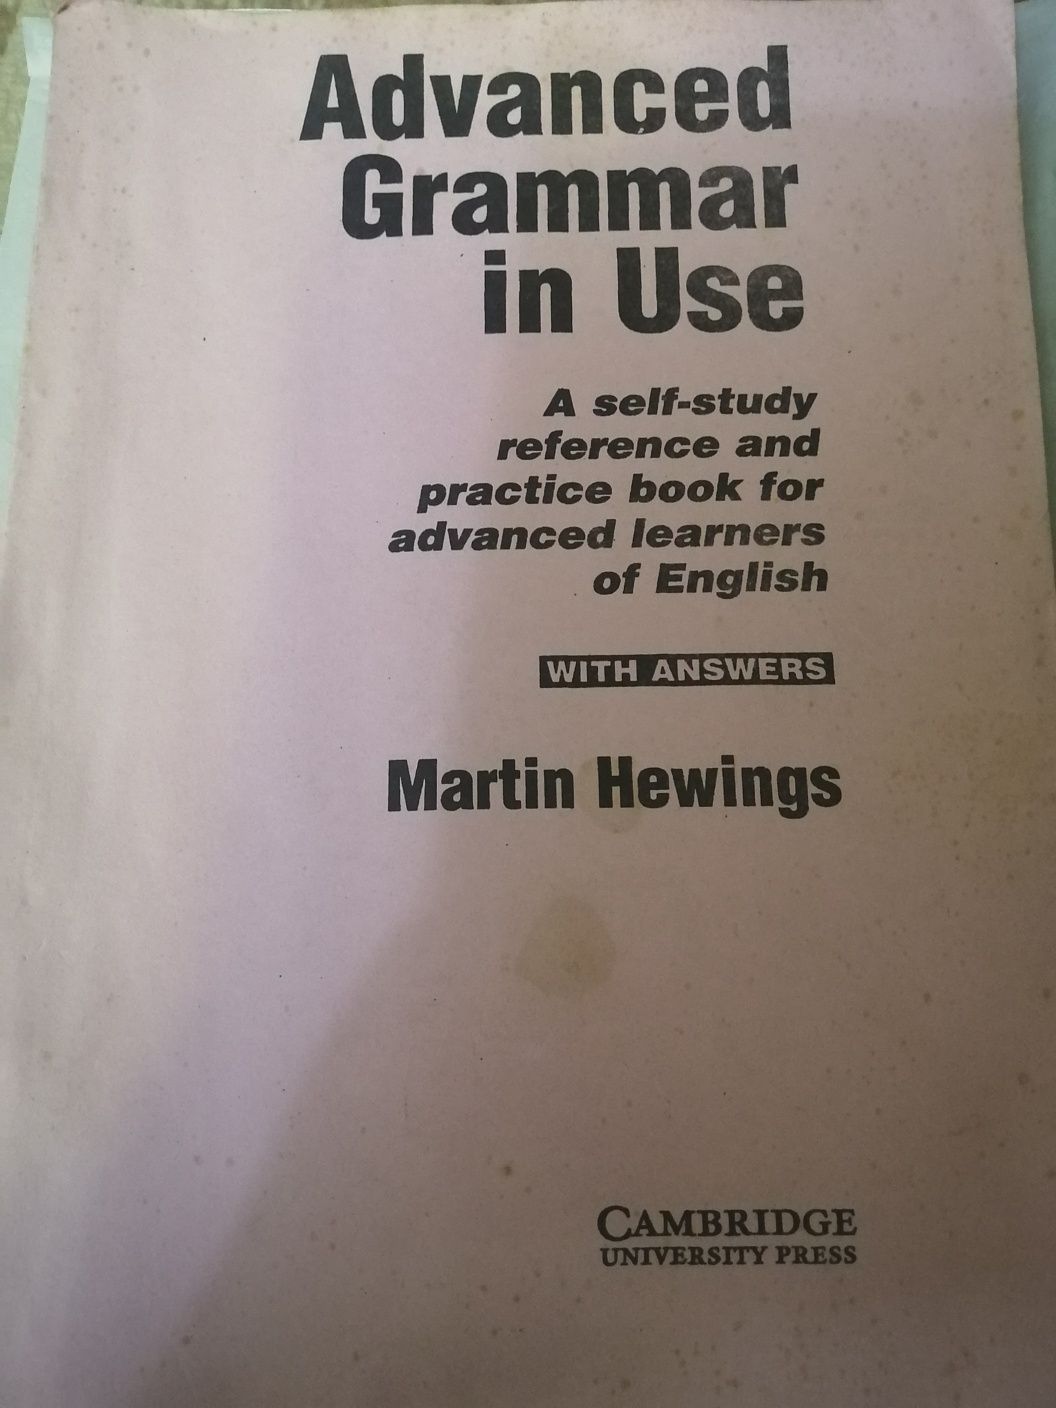 Advanced
Grammar
in Use
A self-study
reference and
practice book for
advanced learners
of English
WITH ANSWERS
Martin Hewings
CAMBRIDGE
UNIVERSITY PRESS